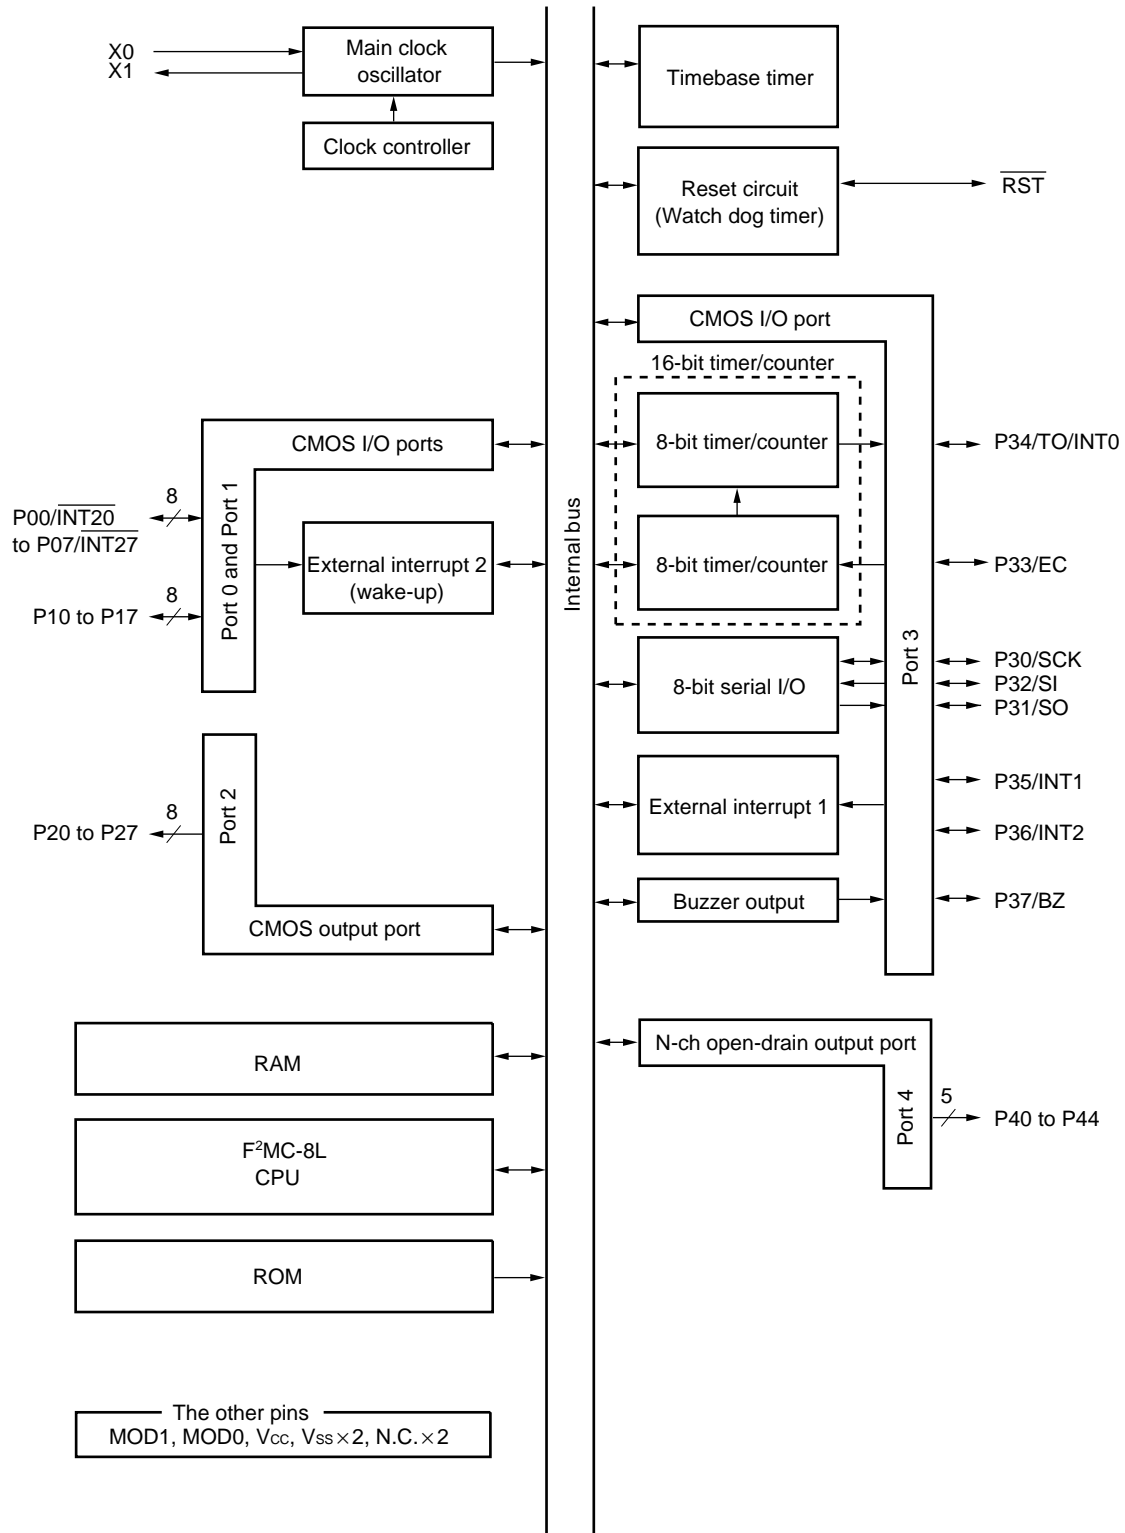 X0
X1
Main clock
oscillator
Clock controller
Timebase timer
Reset circuit
(Watch dog timer)
RST
CMOS I/O port
16-bit timer/counter
8-bit timer/counter
P34/TO/INT0
CMOS I/O ports
Port 0 and Port 1
8
P00/INT20
to P07/INT27
External interrupt 2
(wake-up)
8
P10 to P17
Internal bus
8-bit timer/counter
P33/EC
Port 3
8-bit serial I/O
P30/SCK
P32/SI
P31/SO
Port 2
8
P20 to P27
CMOS output port
External interrupt 1
P35/INT1
P36/INT2
Buzzer output
P37/BZ
RAM
F²MC-8L
CPU
ROM
N-ch open-drain output port
Port 4
5
P40 to P44
The other pins
MOD1, MOD0, Vcc, Vss×2, N.C.×2